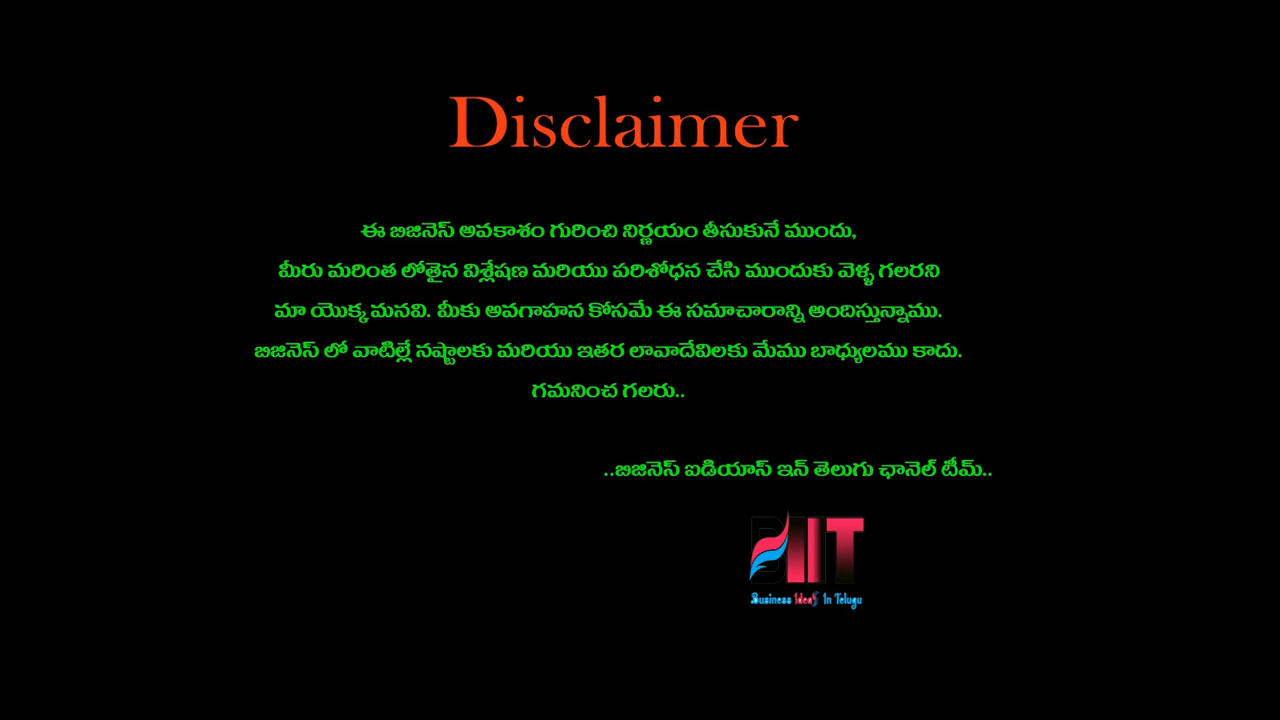 Disclaimer
ఈ బిజినెస్ అవకాశం గురించి నిర్ణయం తీసుకునే ముందు,
మీరు మరింత లోతైన విశ్లేషణ మరియు పరిశోధన చేసి ముందుకు వెళ్ళ గలరని
మా యొక్క మనవి. మీకు అవగాహన కోసమే ఈ సమాచారాన్ని అందిస్తున్నాము.
బిజినెస్ లో వాటిల్లే నష్టాలకు మరియు ఇతర లావాదేవిలకు మేము బాధ్యులము కాదు.
గమనించ గలరు..
..బిజినెస్ ఐడియాస్ ఇన్ తెలుగు ఛానెల్ టీమ్..
BIIT
Business Ideas In Telugu